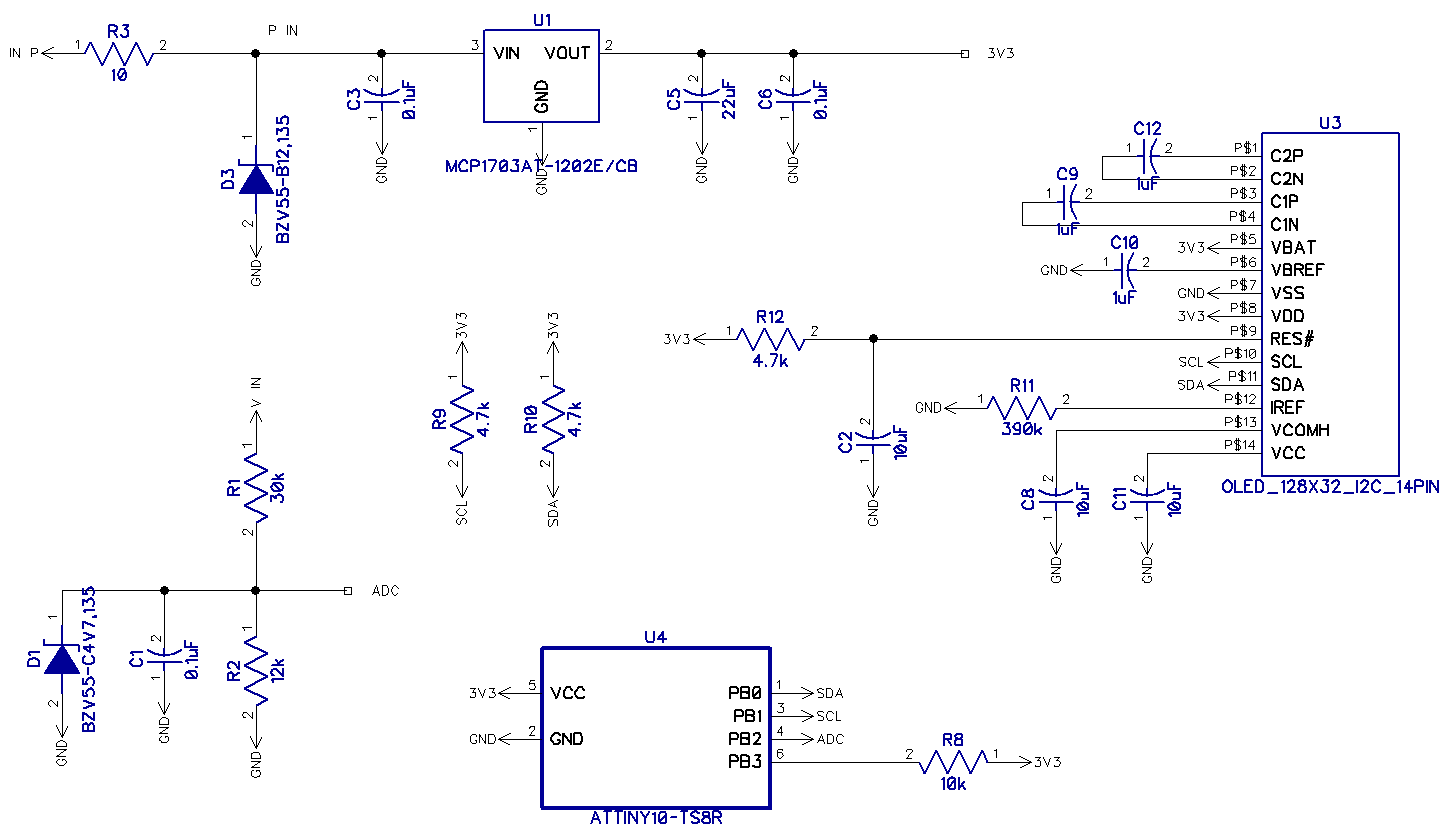 IN P
1
R3
2
10
P IN
U1
3
VIN
VOUT
2
3V3
GND
1
GND
MCP1703AT-1202E/CB
2
C3
0.1uF
1
GND
2
C5
22uF
1
GND
2
C6
0.1uF
1
GND
1
D3
BZV55-B12,135
2
GND
U3
C12
1
2
1uF
P$1
C2P
P$2
C2N
C9
1
2
1uF
P$3
C1P
P$4
C1N
3V3
P$5
VBAT
C10
GND
1
2
1uF
P$6
VBREF
GND
P$7
VSS
3V3
P$8
VDD
3V3
1
R12
2
4.7k
P$9
RES#
SCL
P$10
SCL
SDA
P$11
SDA
GND
1
R11
2
390k
P$12
IREF
P$13
VCOMH
P$14
VCC
OLED_128X32_I2C_14PIN
2
C2
10uF
1
GND
2
C8
10uF
1
GND
2
C11
10uF
1
GND
3V3
1
R9
4.7k
2
SCL
3V3
1
R10
4.7k
2
SDA
V IN
1
R1
30k
2
ADC
1
D1
BZV55-C4V7,135
2
GND
2
C1
0.1uF
1
GND
1
R2
12k
2
GND
U4
3V3
5
VCC
PB0
1
SDA
PB1
3
SCL
GND
2
GND
PB2
4
ADC
PB3
6
2
R8
1
3V3
10k
ATTINY10-TS8R